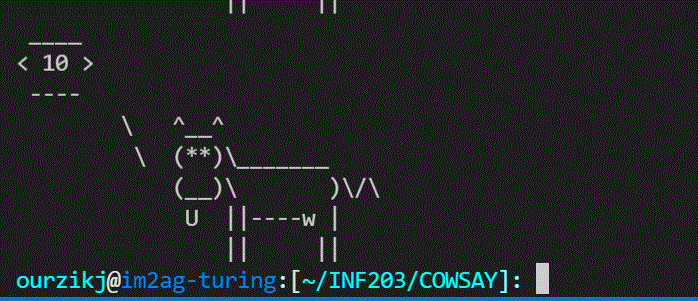 ||     ||
 ____
< 10 >
 ----
        \   ^__^
         \  (**)\_______
            (__)\       )\/\
             U  ||----w |
                ||     ||
ourzikj@im2ag-turing:[~/INF203/COWSAY]: